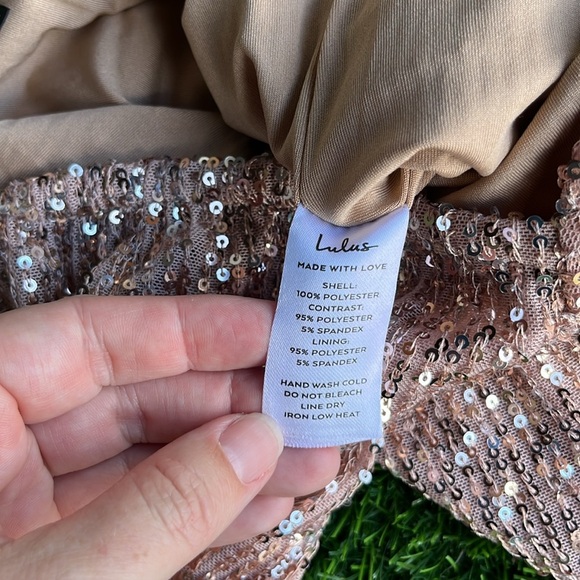 Lulus
MADE WITH LOVE
SHELL:
100% POLYESTER
CONTRAST:
95% POLYESTER
5% SPANDEX
LINING:
95% POLYESTER
5% SPANDEX
HAND WASH COLD
DO NOT BLEACH
LINE DRY
IRON LOW HEAT